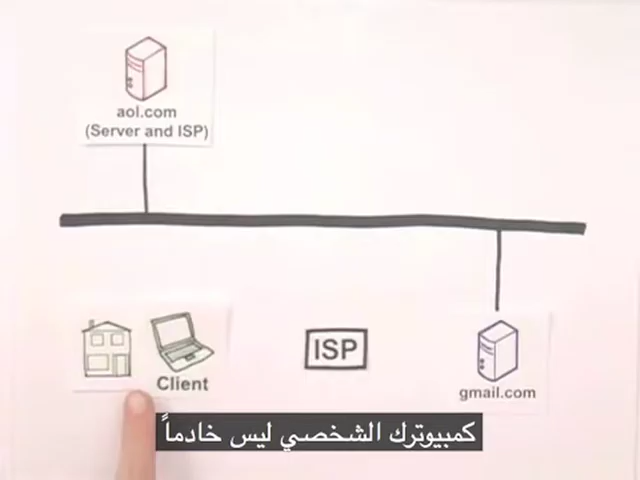 aol.com
(Server and ISP)
Client
ISP
gmail.com
كمبيوترك الشخصي ليس خادماً